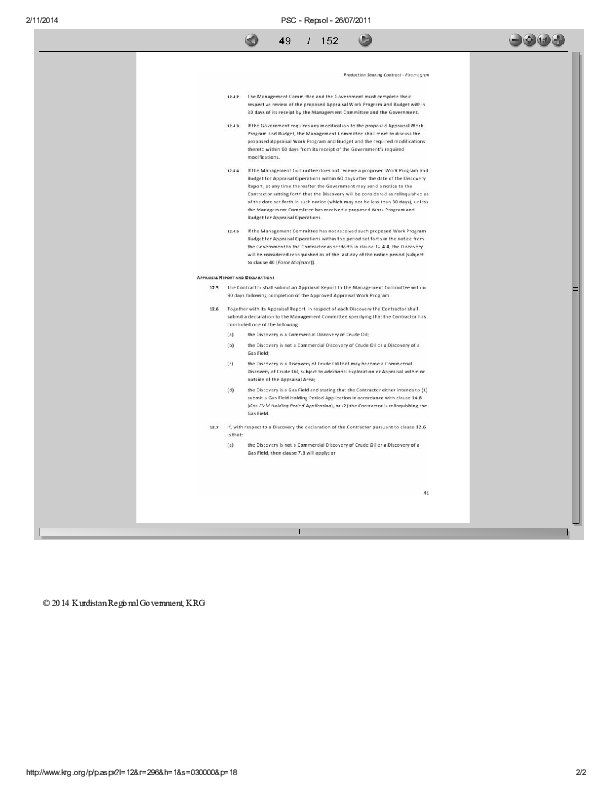 2/11/2014 PSC - Repsol - 26/07/2011
49 / 152
Production Sharing Contract - Piramagrun
12.4.2 The Management Committee and the Government must complete their
respective review of the proposed Appraisal Work Program and Budget within
30 days of its receipt by the Management Committee and the Government.
12.4.3 If the Government requires any modification to the proposed Appraisal Work
Program and Budget, the Management Committee shall meet to discuss the
proposed Appraisal Work Program and Budget and the required modifications
thereto within 60 days from its receipt of the Government's required
modifications.
12.4.4 If the Management Committee does not receive a proposed Work Program and
Budget for Appraisal Operations within 60 days after the date of the Discovery
Report, at any time thereafter the Government may send a notice to the
Contractor setting forth that the Discovery will be considered as relinquished as
of the date set forth in such notice (which may not be less than 30 days), unless
the Management Committee has received a proposed Work Program and
Budget for Appraisal Operations.
12.4.5 If the Management Committee has not received such proposed Work Program
Budget for Appraisal Operations within the period set forth in the notice from
the Government to the Contractor as set forth in clause 12.4.4, the Discovery
will be considered relinquished as of the last day of the notice period (subject
to clause 40 (Force Majeure)).
APPRAISAL REPORT AND DECLARATIONS
12.5 The Contractor shall submit an Appraisal Report to the Management Committee within
90 days following completion of the Approved Appraisal Work Program.
12.6 Together with its Appraisal Report, in respect of each Discovery the Contractor shall
submit a declaration to the Management Committee specifying that the Contractor has
concluded one of the following:
(a) the Discovery is a Commercial Discovery of Crude Oil;
(b) the Discovery is not a Commercial Discovery of Crude Oil or a Discovery of a
Gas Field;
(c) the Discovery is a Discovery of Crude Oil that may become a Commercial
Discovery of Crude Oil, subject to additional Exploration or Appraisal within or
outside of the Appraisal Area;
(d) the Discovery is a Gas Field and stating that the Contractor either intends to (1)
submit a Gas Field Holding Period Application in accordance with clause 14.6
(Gas Field Holding Period Application), or (2) the Contractor is relinquishing the
Gas Field.
12.7 If, with respect to a Discovery the declaration of the Contractor pursuant to clause 12.6
is that:
(a) the Discovery is not a Commercial Discovery of Crude Oil or a Discovery of a
Gas Field, then clause 7.3 will apply; or
41
© 2014 Kurdistan Regional Government, KRG
http://www.krg.org/p/p.aspx?l=12&r=296&h=1&s=030000&p=18 2/2